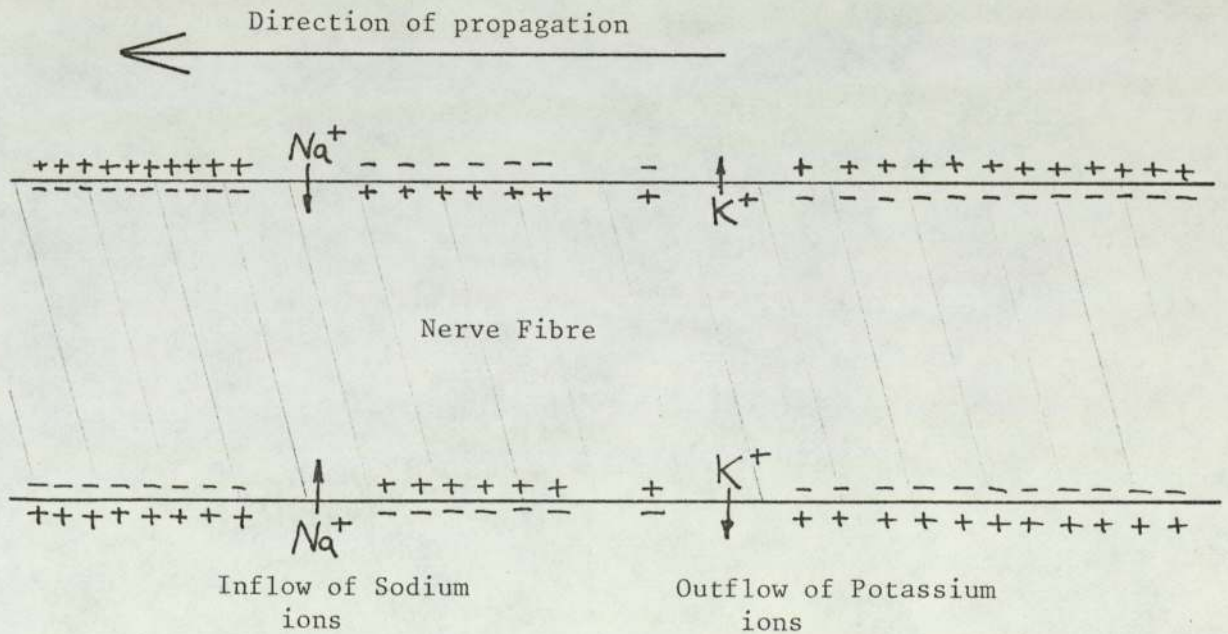 Direction of propagation
+++++++++ Na⁺ - - - - - - - + + + + + + + + + + +
--------- + + + + + + + K⁺ - - - - - - - - - - -
Nerve Fibre
- - - - - - - - + + + + + + + K⁺ - - - - - - - - - - -
+ + + + + + + + Na⁺ - - - - - - - + + + + + + + + + + +
Inflow of Sodium
ions
Outflow of Potassium
ions